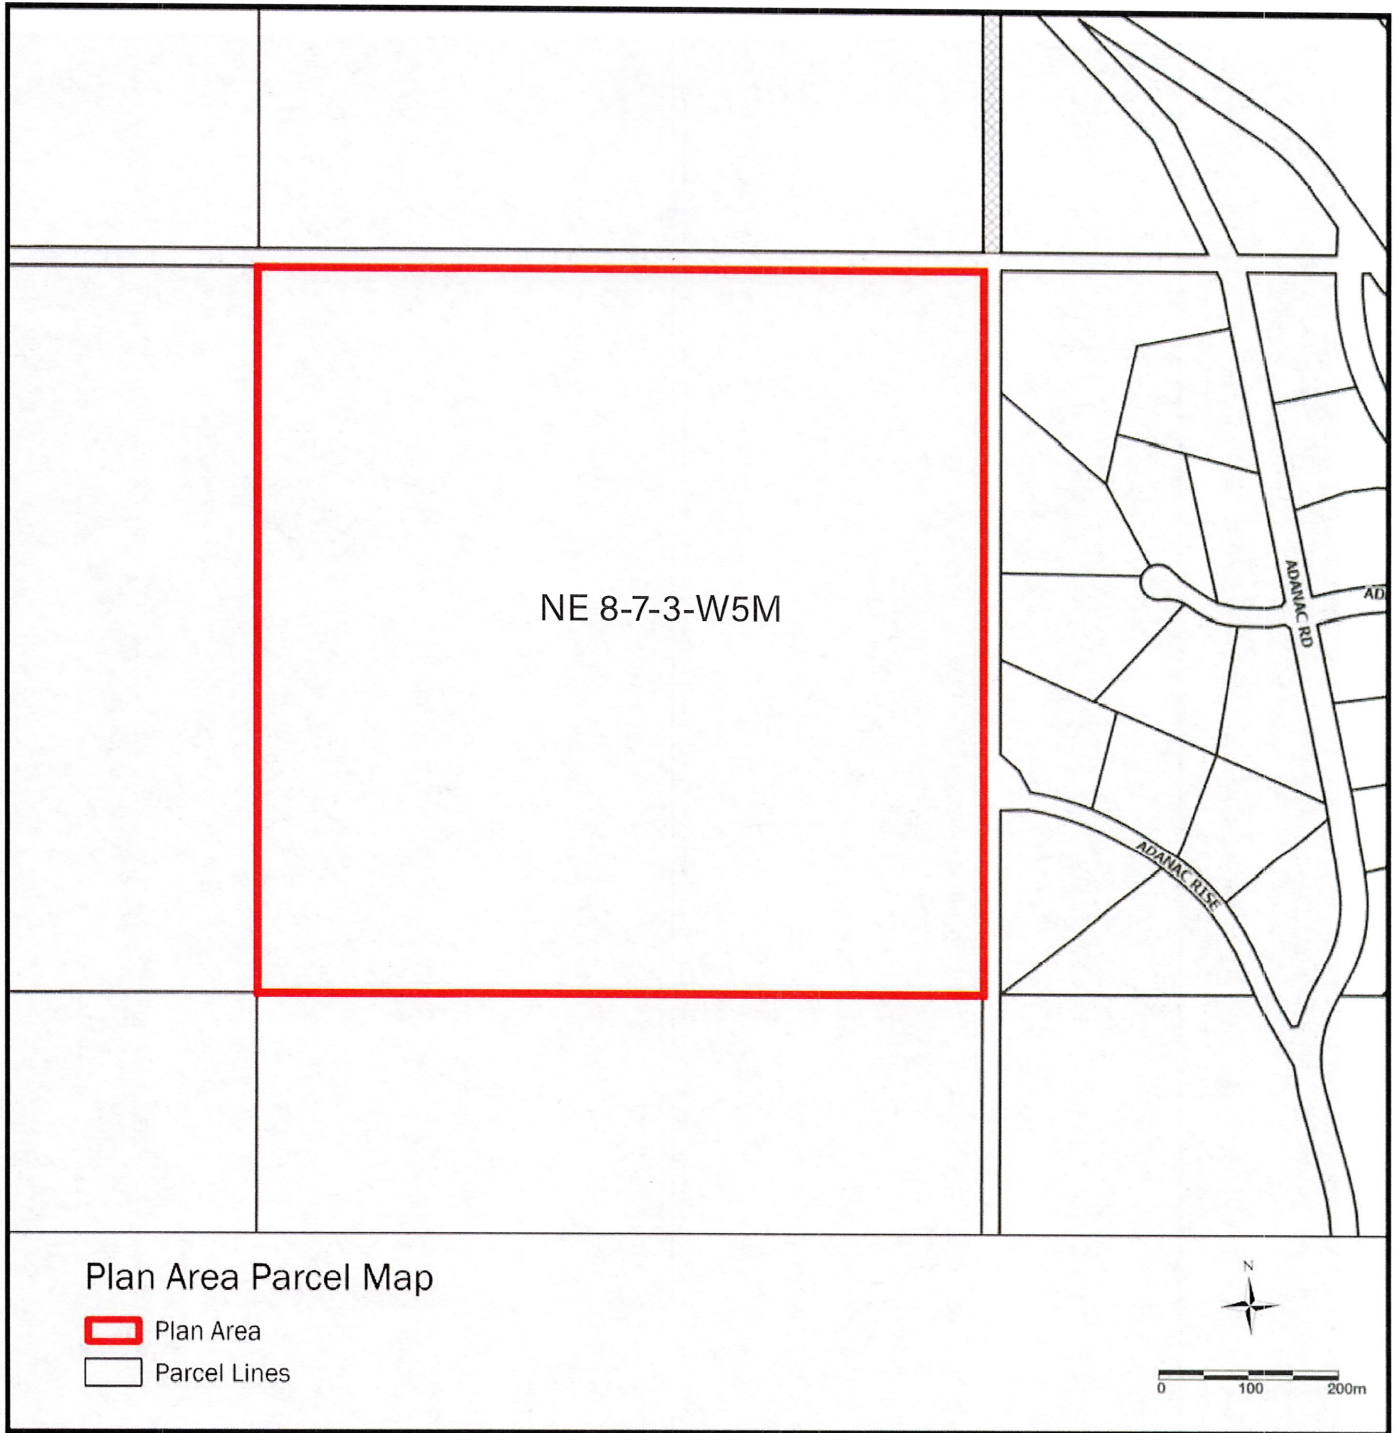 NE 8-7-3-W5M
ADANAC RD
AD
ADANAC RISE
Plan Area Parcel Map
Plan Area
Parcel Lines
N
0 100 200m